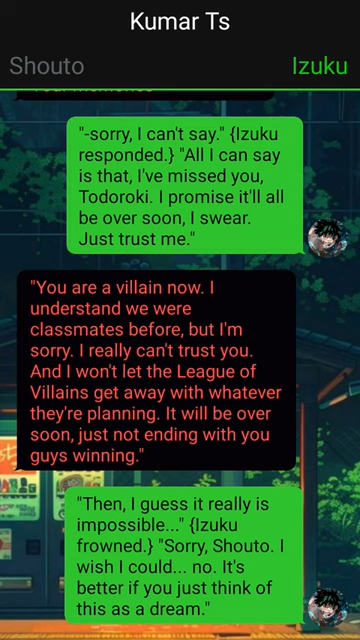 Kumar Ts
Shouto
Izuku
"-sorry, I can't say." {Izuku
responded.} "All I can say
is that, I've missed you,
Todoroki. I promise it'll all
be over soon, I swear.
Just trust me."
"You are a villain now. I
understand we were
classmates before, but I'm
sorry. I really can't trust you.
And I won't let the League of
Villains get away with whatever
they're planning. It will be over
soon, just not ending with you
guys winning."
"Then, I guess it really is
impossible..." {Izuku
frowned.} "Sorry, Shouto. I
wish I could... no. It's
better if you just think of
this as a dream."